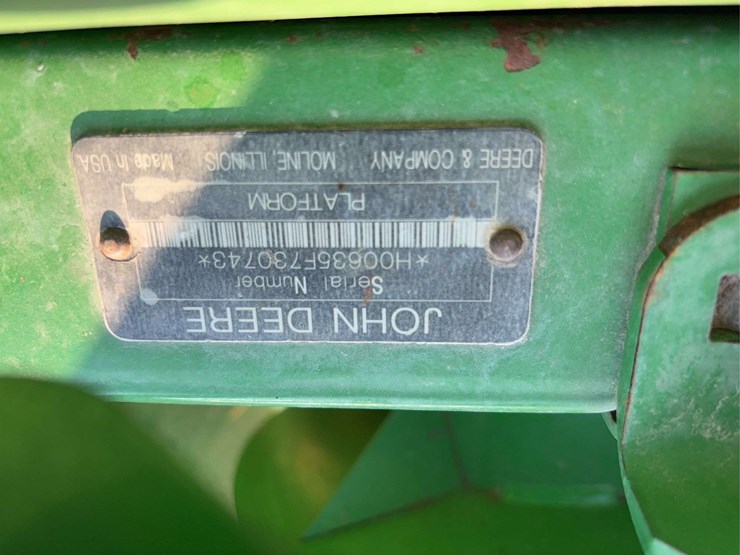 JOHN DEERE
Serial Number
*H00635F730743*
PLATFORM
DEERE & COMPANY MOLINE, ILLINOIS Made In USA